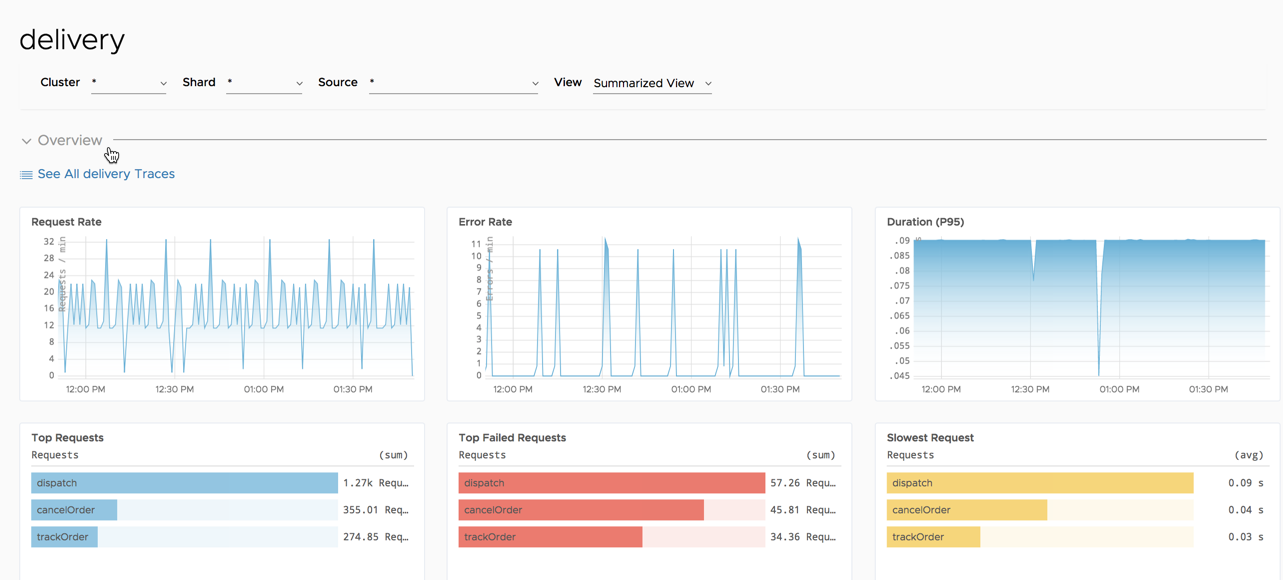 delivery
Cluster * Shard * Source * View Summarized View
Overview
See All delivery Traces
Request Rate
32
28
24
20
16
12
8
4
0
Requests / min
12:00 PM 12:30 PM 01:00 PM 01:30 PM
Error Rate
11
10
9
8
7
6
5
4
3
2
1
0
Errors / min
12:00 PM 12:30 PM 01:00 PM 01:30 PM
Duration (P95)
.09
.085
.08
.075
.07
.065
.06
.055
.05
.045
s
12:00 PM 12:30 PM 01:00 PM 01:30 PM
Top Requests
Requests (sum)
dispatch 1.27k Requ…
cancelOrder 355.01 Req…
trackOrder 274.85 Req…
Top Failed Requests
Requests (sum)
dispatch 57.26 Requ…
cancelOrder 45.81 Requ…
trackOrder 34.36 Requ…
Slowest Request
Requests (avg)
dispatch 0.09 s
cancelOrder 0.04 s
trackOrder 0.03 s